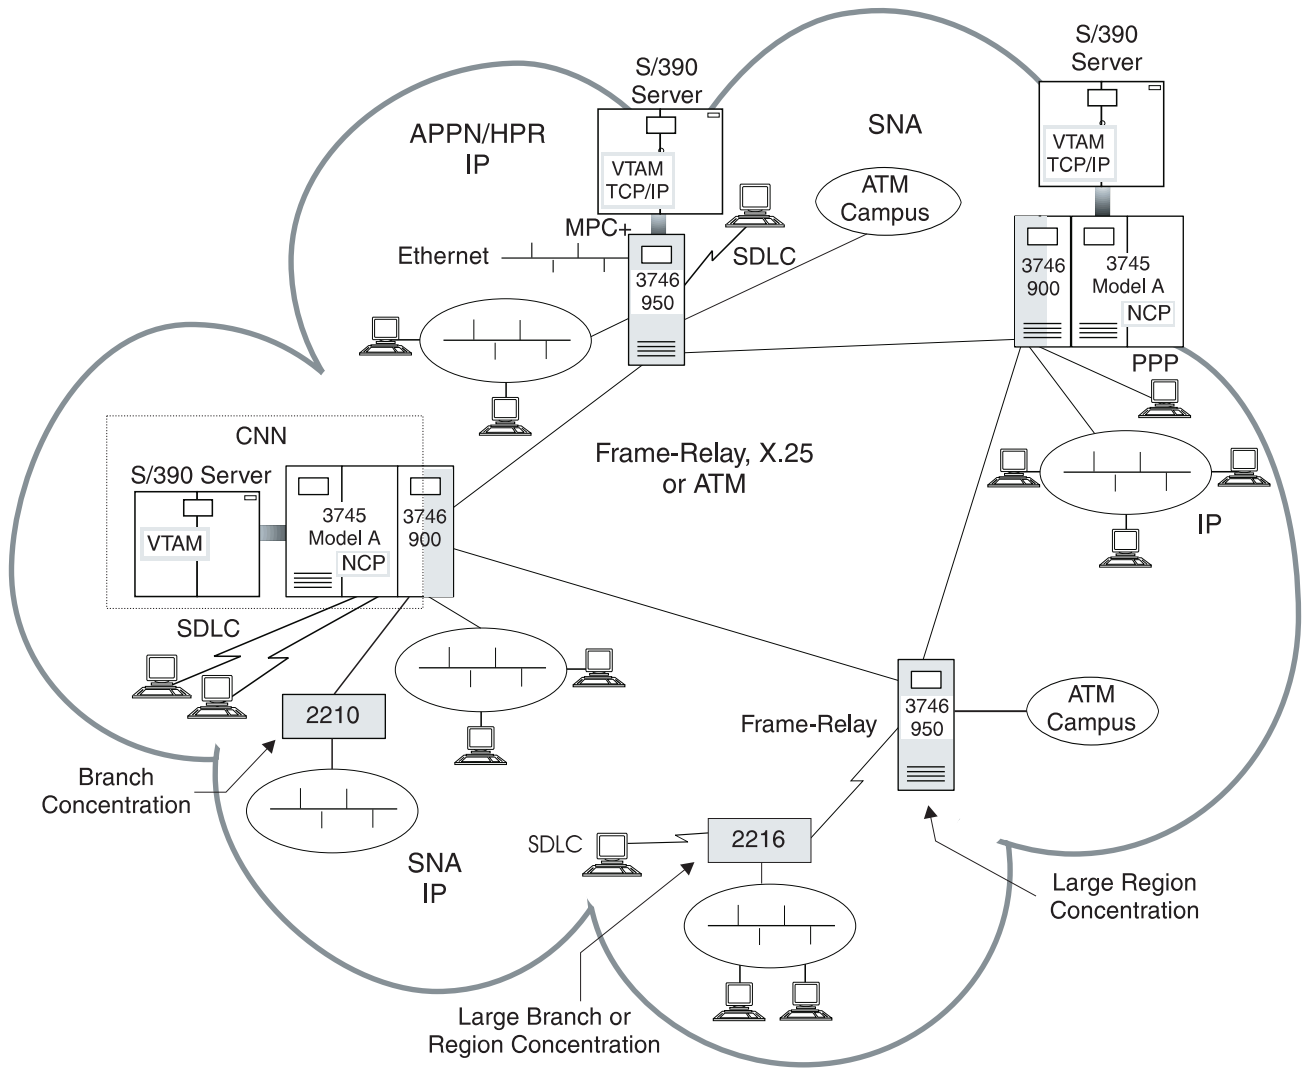 S/390
Server
S/390
Server
APPN/HPR
IP
SNA
VTAM
TCP/IP
VTAM
TCP/IP
ATM
Campus
MPC+
Ethernet
SDLC
3746
950
3746
900
3745
Model A
NCP
PPP
CNN
S/390 Server
VTAM
3745
Model A
NCP
3746
900
Frame-Relay, X.25
or ATM
IP
SDLC
2210
Branch
Concentration
SNA
IP
Frame-Relay
3746
950
ATM
Campus
SDLC
2216
Large Region
Concentration
Large Branch or
Region Concentration